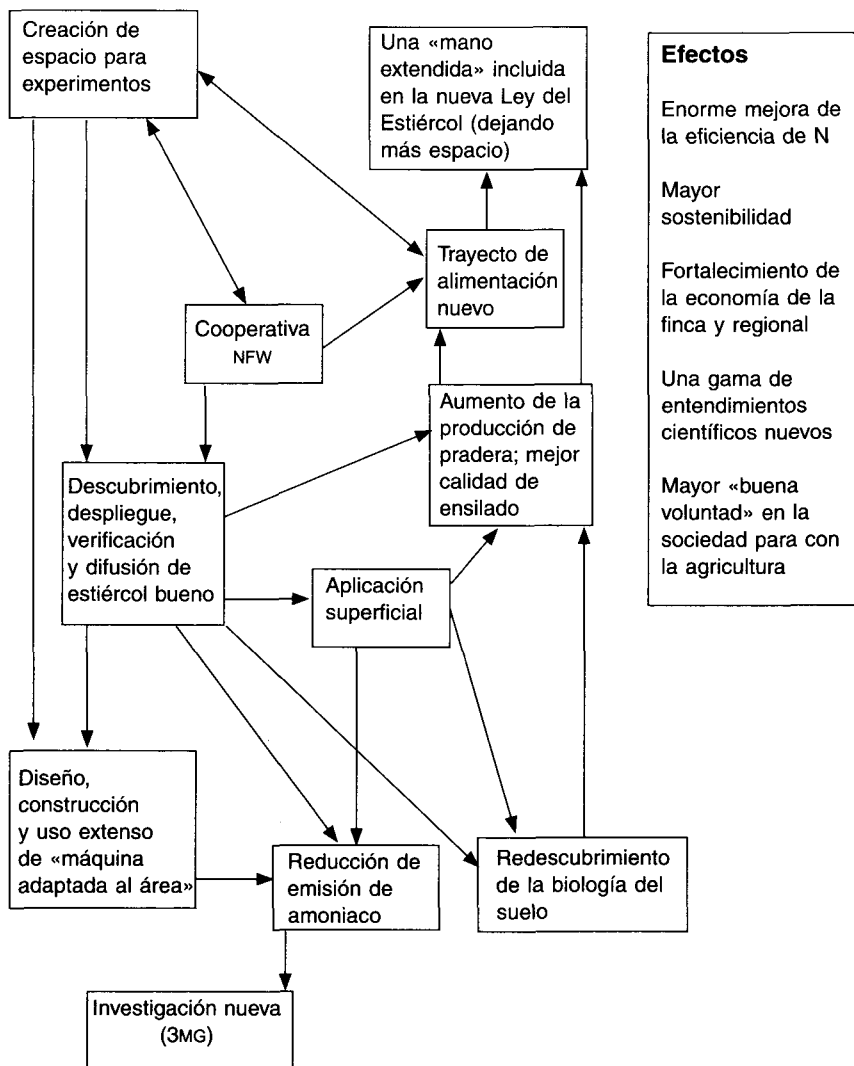 Creación de
espacio para
experimentos
Una «mano
extendida» incluida
en la nueva Ley del
Estiércol (dejando
más espacio)
Trayecto de
alimentación
nuevo
Cooperativa
NFW
Aumento de la
producción de
pradera; mejor
calidad de
ensilado
Descubrimiento,
despliegue,
verificación
y difusión de
estiércol bueno
Aplicación
superficial
Diseño,
construcción
y uso extenso
de «máquina
adaptada al área»
Reducción de
emisión de
amoniaco
Redescubrimiento
de la biología del
suelo
Investigación nueva
(3MG)
Efectos
Enorme mejora de
la eficiencia de N
Mayor
sostenibilidad
Fortalecimiento de
la economía de la
finca y regional
Una gama de
entendimientos
científicos nuevos
Mayor «buena
voluntad» en la
sociedad para con
la agricultura